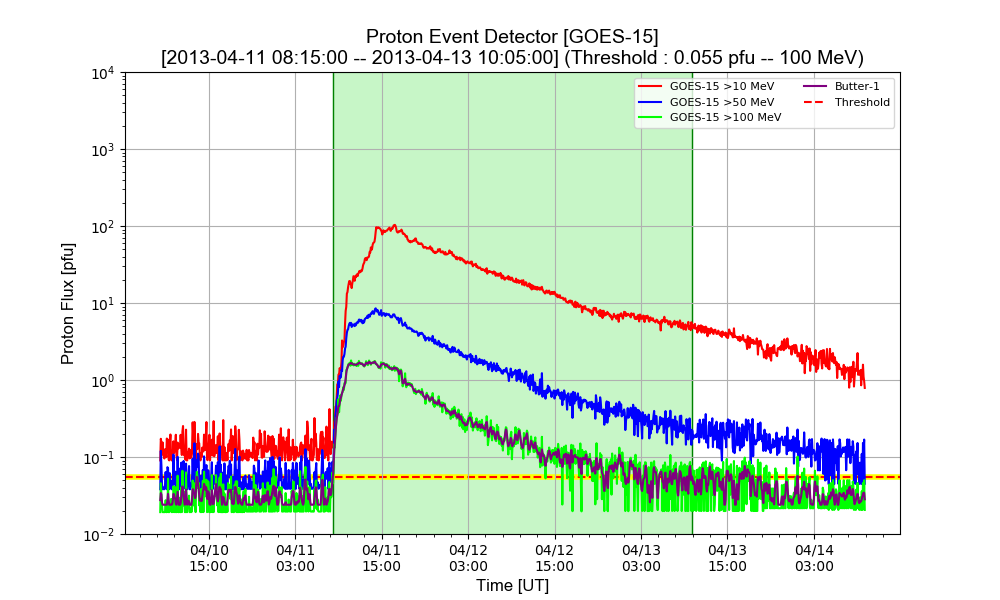 Proton Event Detector [GOES-15]
[2013-04-11 08:15:00 -- 2013-04-13 10:05:00] (Threshold : 0.055 pfu -- 100 MeV)
GOES-15 >10 MeV
GOES-15 >50 MeV
GOES-15 >100 MeV
Butter-1
Threshold
Proton Flux [pfu]
10^4
10^3
10^2
10^1
10^0
10^-1
10^-2
04/10
15:00
04/11
03:00
04/11
15:00
04/12
03:00
04/12
15:00
04/13
03:00
04/13
15:00
04/14
03:00
Time [UT]